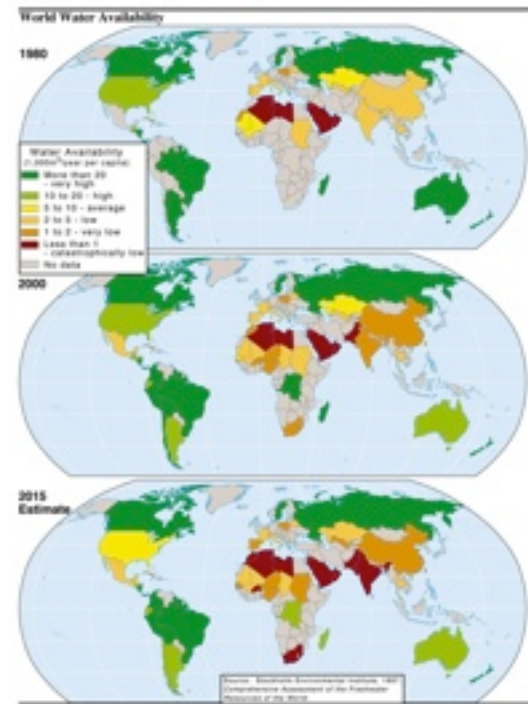 World Water Availability
1980
Water Availability
(1,000m³/year per capita)
More than 20
- very high
10 to 20 - high
5 to 10 - average
2 to 5 - low
1 to 2 - very low
Less than 1
- catastrophically low
No data
2000
2015
Estimate
Source: Stockholm Environmental Institute, 1997
Comprehensive Assessment of the Freshwater
Resources of the World